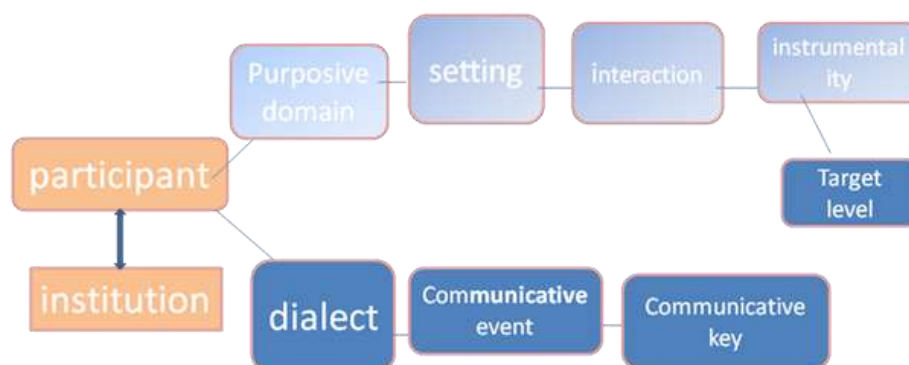 Purposive
domain
setting
interaction
instrumental
ity
participant
Target
level
institution
dialect
Communicative
event
Communicative
key